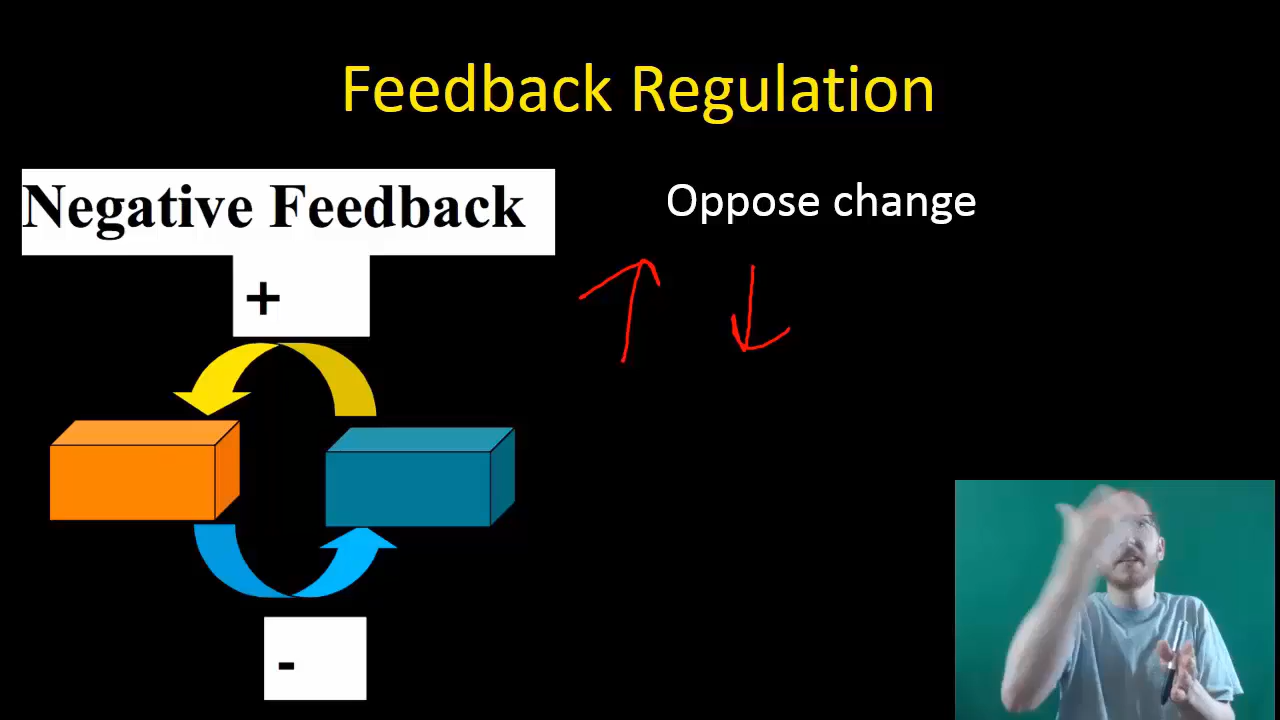 Feedback Regulation
Negative Feedback
Oppose change
+
-